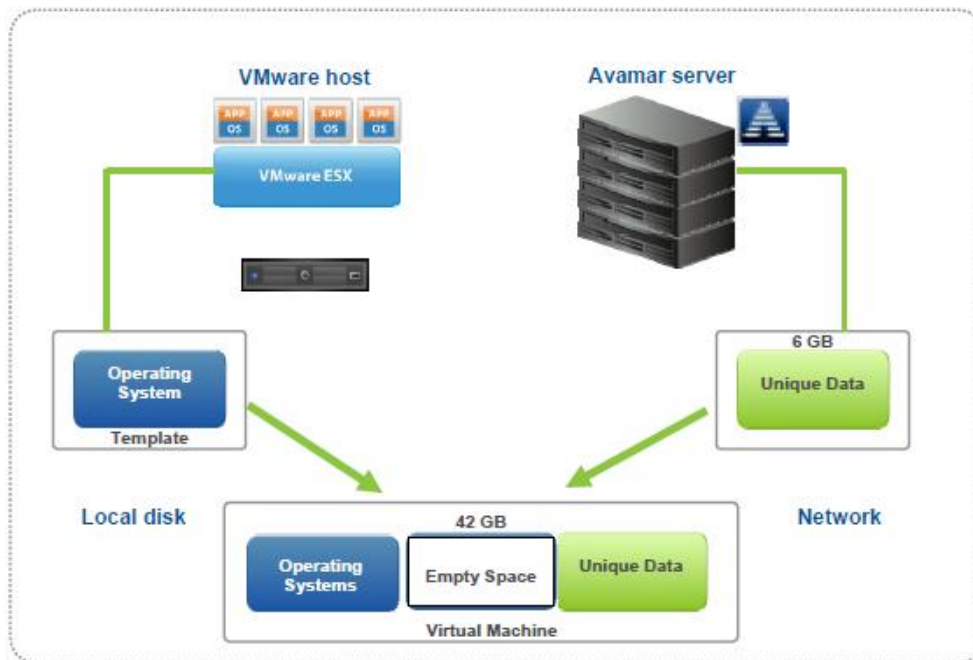 VMware host
Avamar server
APP APP APP APP
OS OS OS OS
VMware ESX
6 GB
Operating
System
Unique Data
Template
Local disk
Network
42 GB
Operating
Systems
Empty Space
Unique Data
Virtual Machine